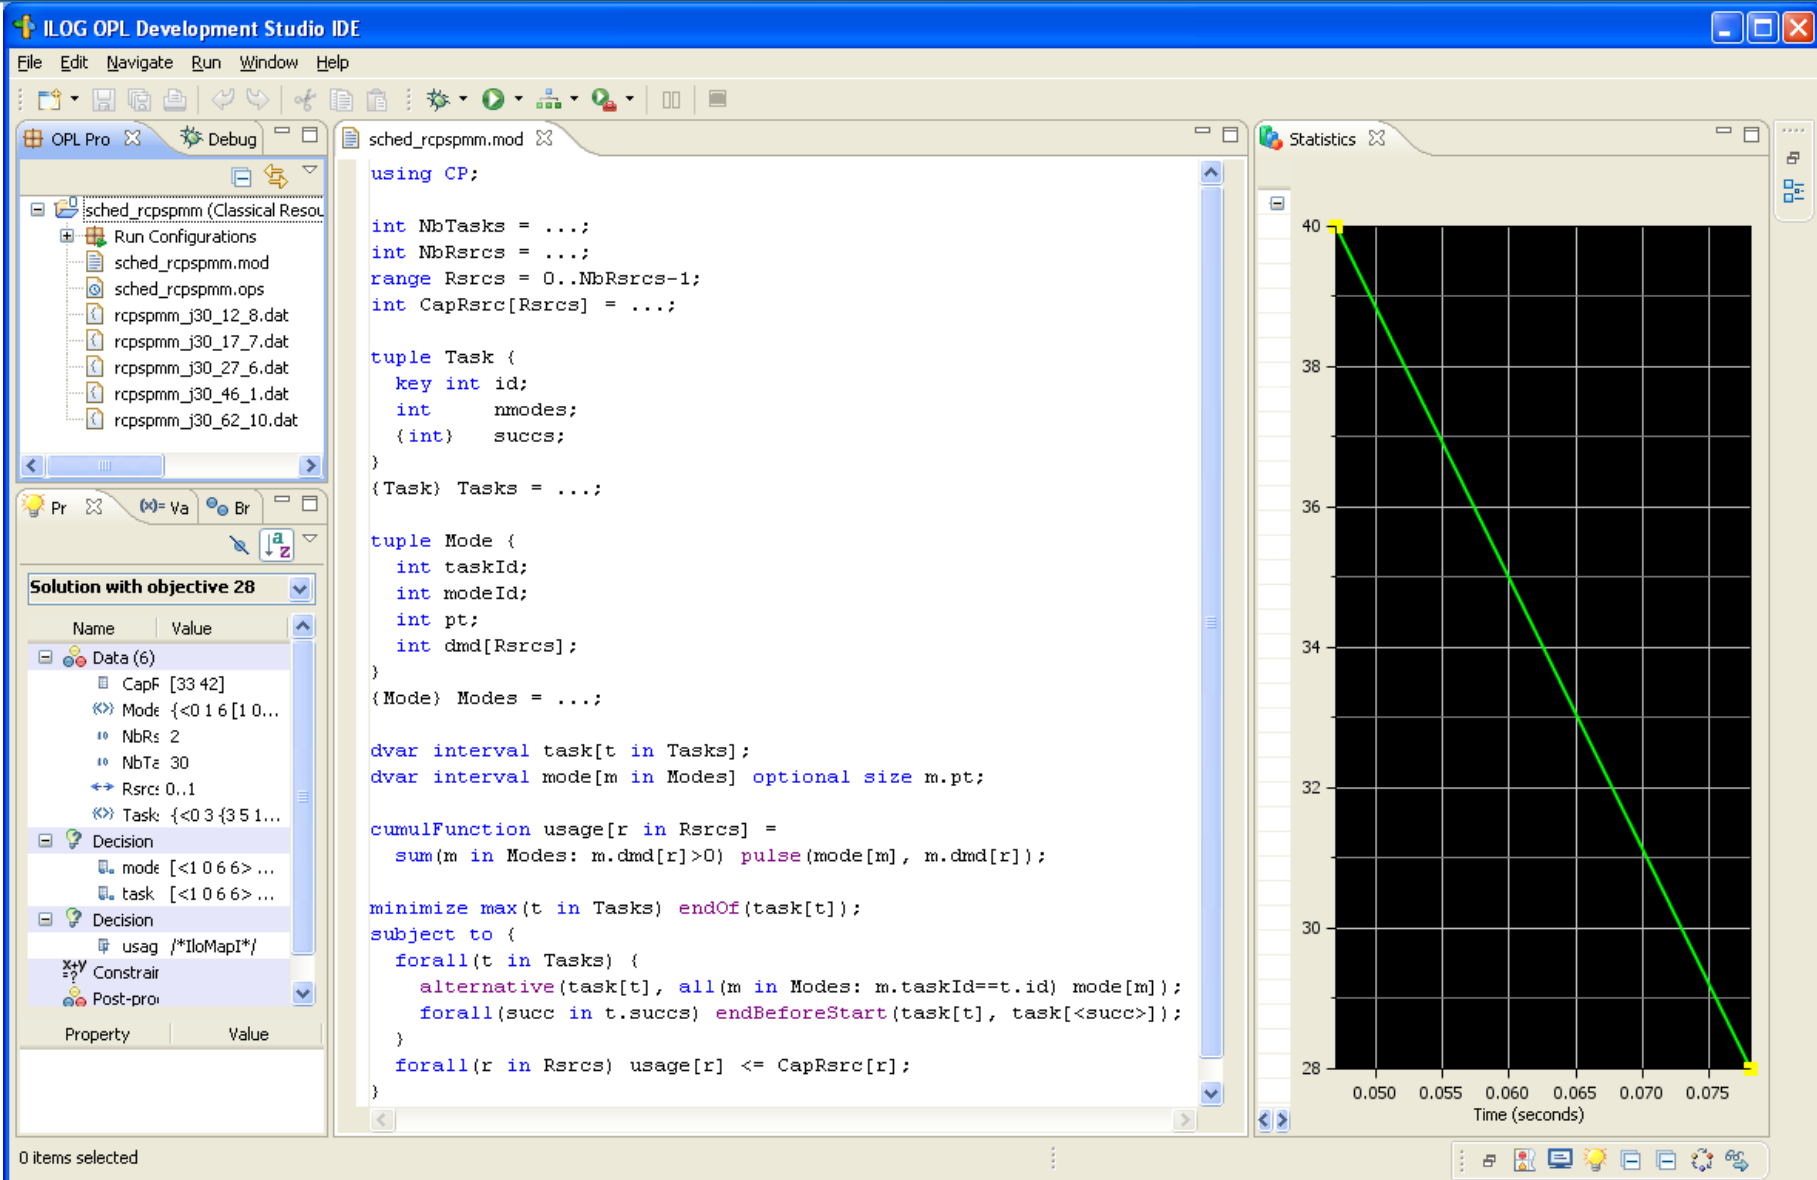 ILOG OPL Development Studio IDE
File Edit Navigate Run Window Help
OPL Pro
Debug
sched_rcpspmm (Classical Resou
Run Configurations
sched_rcpspmm.mod
sched_rcpspmm.ops
rcpspmm_j30_12_8.dat
rcpspmm_j30_17_7.dat
rcpspmm_j30_27_6.dat
rcpspmm_j30_46_1.dat
rcpspmm_j30_62_10.dat
Pr
(x)= Va
Br
Solution with objective 28
Name Value
Data (6)
CapR [33 42]
Mode {<0 1 6 [1 0...
NbRs 2
NbTa 30
Rsrcs 0..1
Task: {<0 3 {3 5 1...
Decision
mode [<1 0 6 6> ...
task [<1 0 6 6> ...
Decision
usag /*IloMapI*/
Constrair
Post-pro
Property Value
sched_rcpspmm.mod
using CP;
int NbTasks = ...;
int NbRsrcs = ...;
range Rsrcs = 0..NbRsrcs-1;
int CapRsrc[Rsrcs] = ...;
tuple Task {
key int id;
int nmodes;
{int} succs;
}
{Task} Tasks = ...;
tuple Mode {
int taskId;
int modeId;
int pt;
int dmd[Rsrcs];
}
{Mode} Modes = ...;
dvar interval task[t in Tasks];
dvar interval mode[m in Modes] optional size m.pt;
cumulFunction usage[r in Rsrcs] =
sum(m in Modes: m.dmd[r]>0) pulse(mode[m], m.dmd[r]);
minimize max(t in Tasks) endOf(task[t]);
subject to {
forall(t in Tasks) {
alternative(task[t], all(m in Modes: m.taskId==t.id) mode[m]);
forall(succ in t.succs) endBeforeStart(task[t], task[<succ>]);
}
forall(r in Rsrcs) usage[r] <= CapRsrc[r];
}
Statistics
40
38
36
34
32
30
28
0.050 0.055 0.060 0.065 0.070 0.075
Time (seconds)
0 items selected